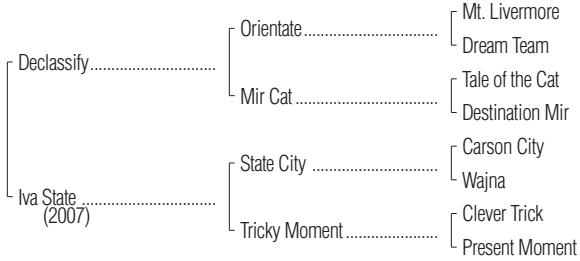 Mt. Livermore
Orientate
Dream Team
Declassify
Tale of the Cat
Mir Cat
Destination Mir
Carson City
State City
Wajna
Iva State
(2007)
Clever Trick
Tricky Moment
Present Moment